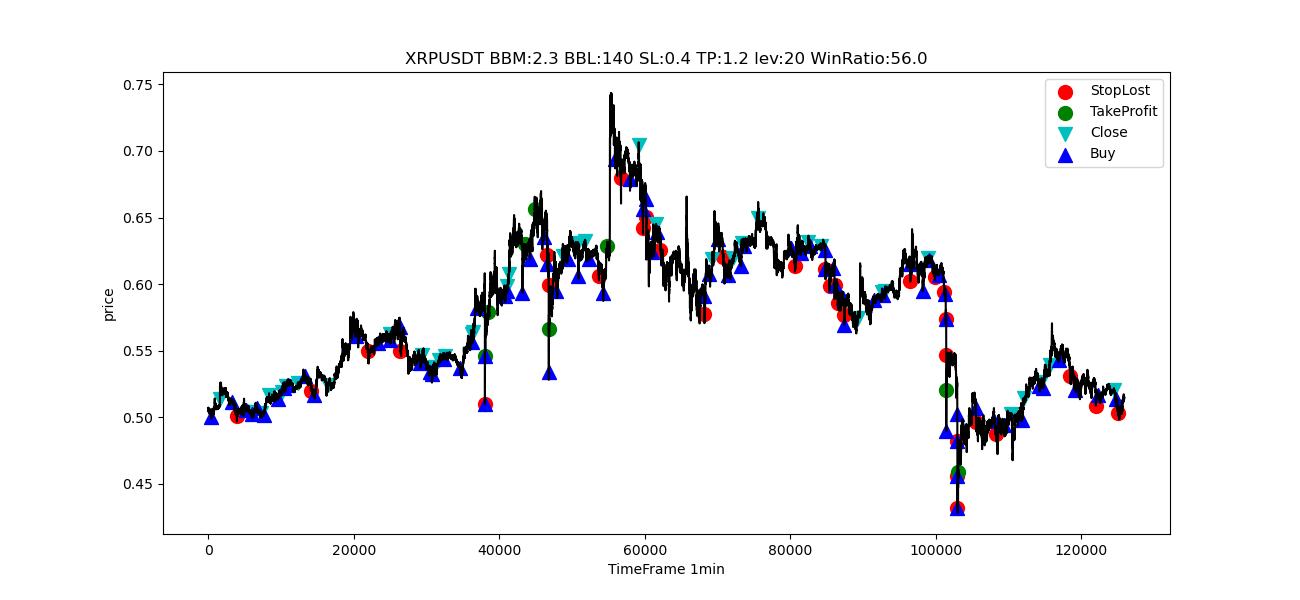 XRPUSDT BBM:2.3 BBL:140 SL:0.4 TP:1.2 lev:20 WinRatio:56.0
StopLost
TakeProfit
Close
Buy
price
0.75
0.70
0.65
0.60
0.55
0.50
0.45
0
20000
40000
60000
80000
100000
120000
TimeFrame 1min